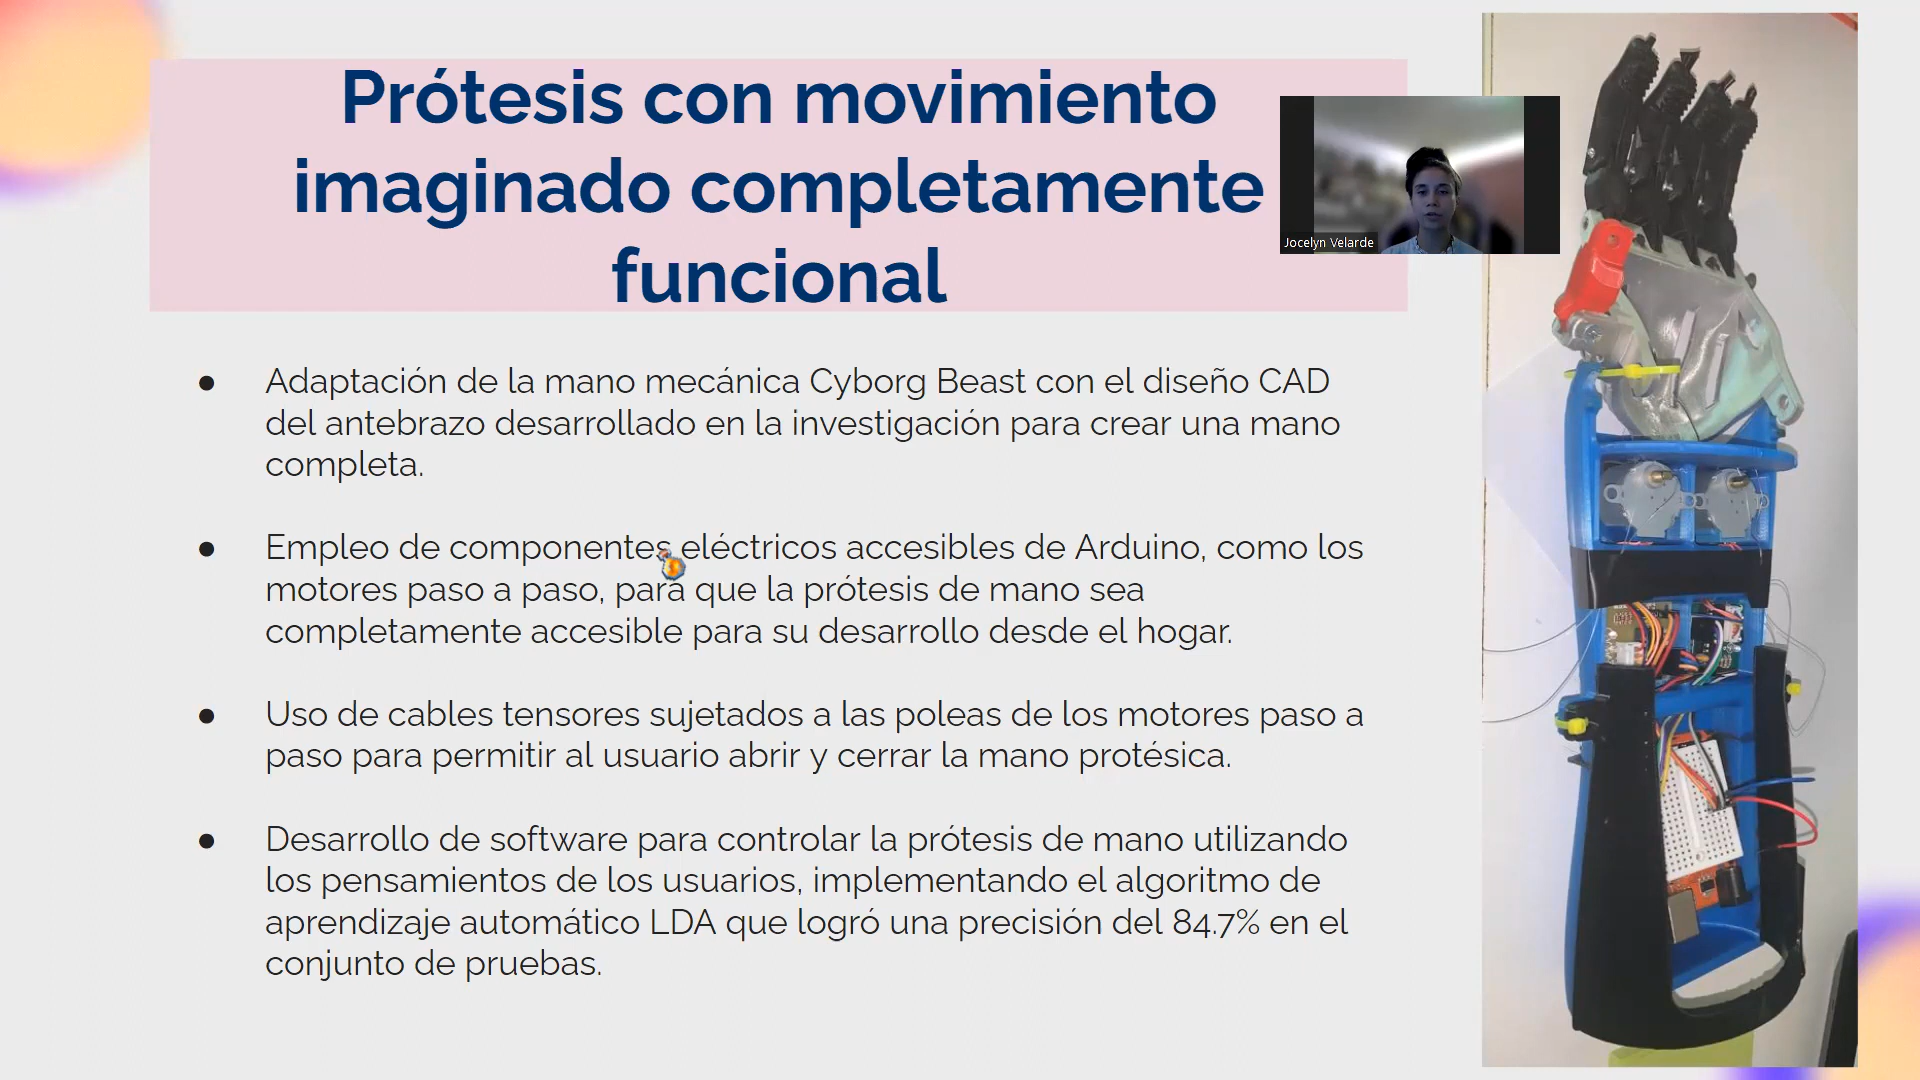 Prótesis con movimiento
imaginado completamente
funcional
Jocelyn Velarde
● Adaptación de la mano mecánica Cyborg Beast con el diseño CAD
del antebrazo desarrollado en la investigación para crear una mano
completa.
● Empleo de componentes eléctricos accesibles de Arduino, como los
motores paso a paso, para que la prótesis de mano sea
completamente accesible para su desarrollo desde el hogar.
● Uso de cables tensores sujetados a las poleas de los motores paso a
paso para permitir al usuario abrir y cerrar la mano protésica.
● Desarrollo de software para controlar la prótesis de mano utilizando
los pensamientos de los usuarios, implementando el algoritmo de
aprendizaje automático LDA que logró una precisión del 84.7% en el
conjunto de pruebas.